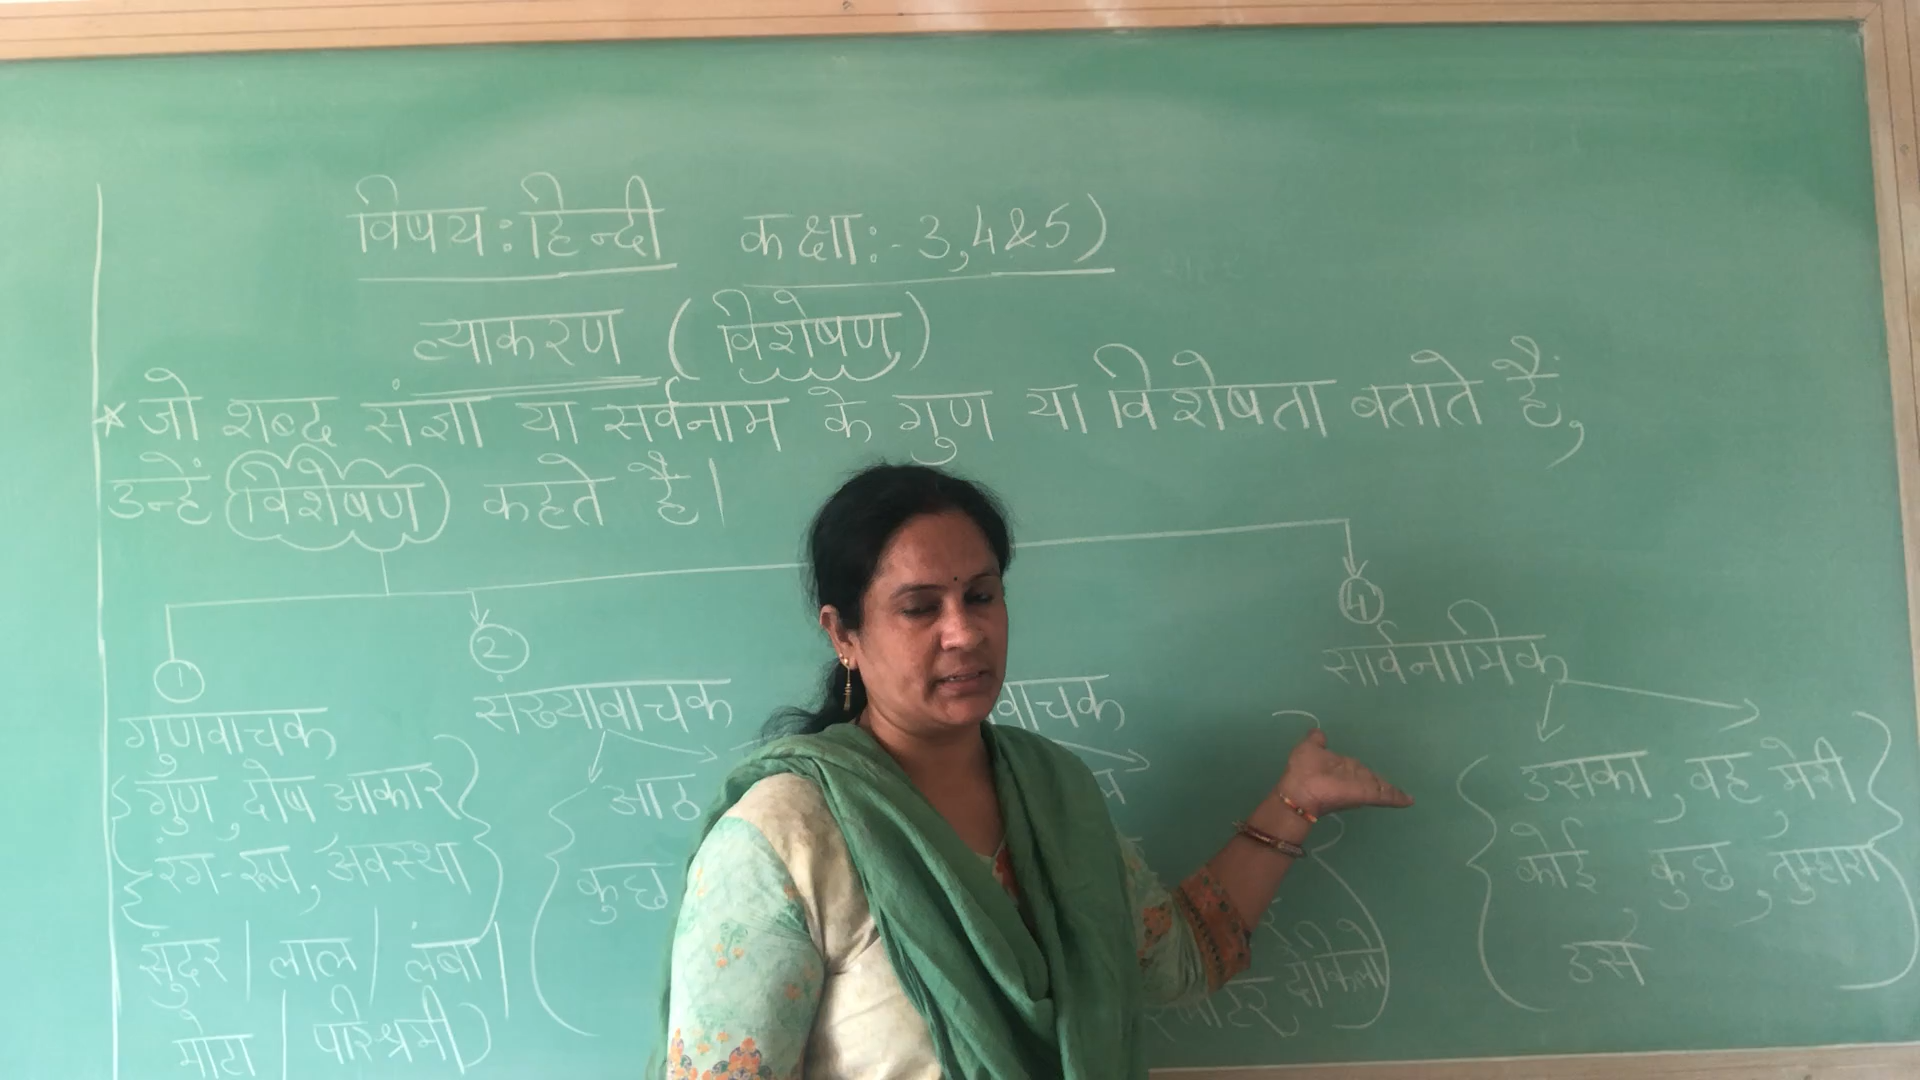 विषय: हिन्दी कक्षा:- 3,4&5)
व्याकरण (विशेषण)
* जो शब्द संज्ञा या सर्वनाम के गुण या विशेषता बताते हैं,
उन्हें विशेषण कहते है।
1 2 4
गुणवाचक संख्यावाचक वाचक सार्वनामिक
गुण, दोष आकार आठ उसका, वह, मेरी
रंग-रूप, अवस्था कुछ कोई कुछ, तुम्हारा
सुंदर / लाल / लंबा / दो किलो उसे
मोटा / परिश्रमी)